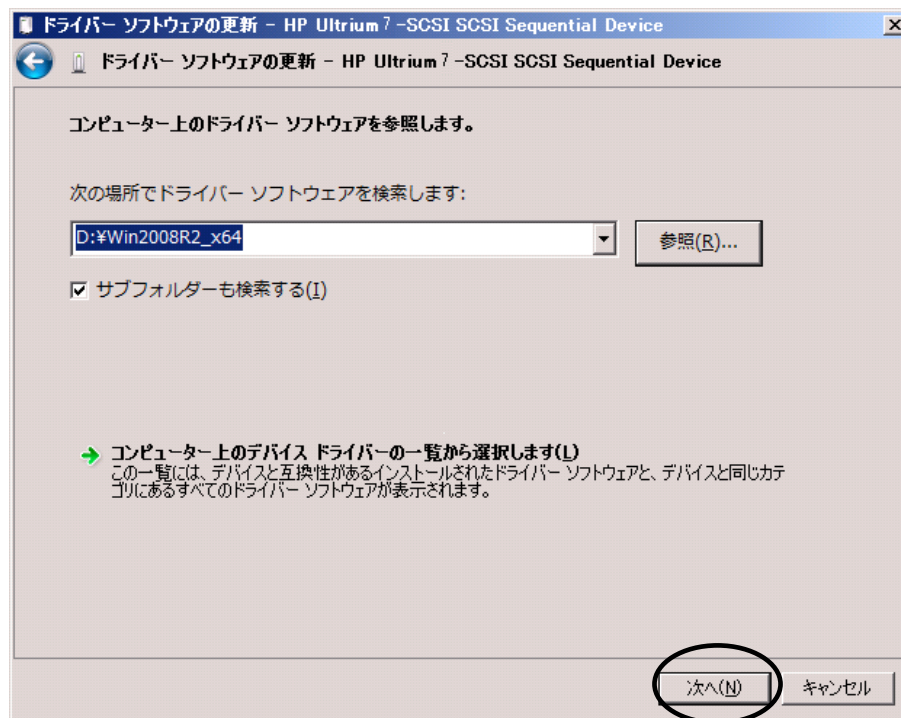 ドライバー ソフトウェアの更新 - HP Ultrium 7 -SCSI SCSI Sequential Device
ドライバー ソフトウェアの更新 - HP Ultrium 7 -SCSI SCSI Sequential Device
コンピューター上のドライバー ソフトウェアを参照します。
次の場所でドライバー ソフトウェアを検索します:
D:¥Win2008R2_x64
参照(R)...
サブフォルダーも検索する(I)
コンピューター上のデバイス ドライバーの一覧から選択します(L)
この一覧には、デバイスと互換性があるインストールされたドライバー ソフトウェアと、デバイスと同じカテ
ゴリにあるすべてのドライバー ソフトウェアが表示されます。
次へ(N)
キャンセル